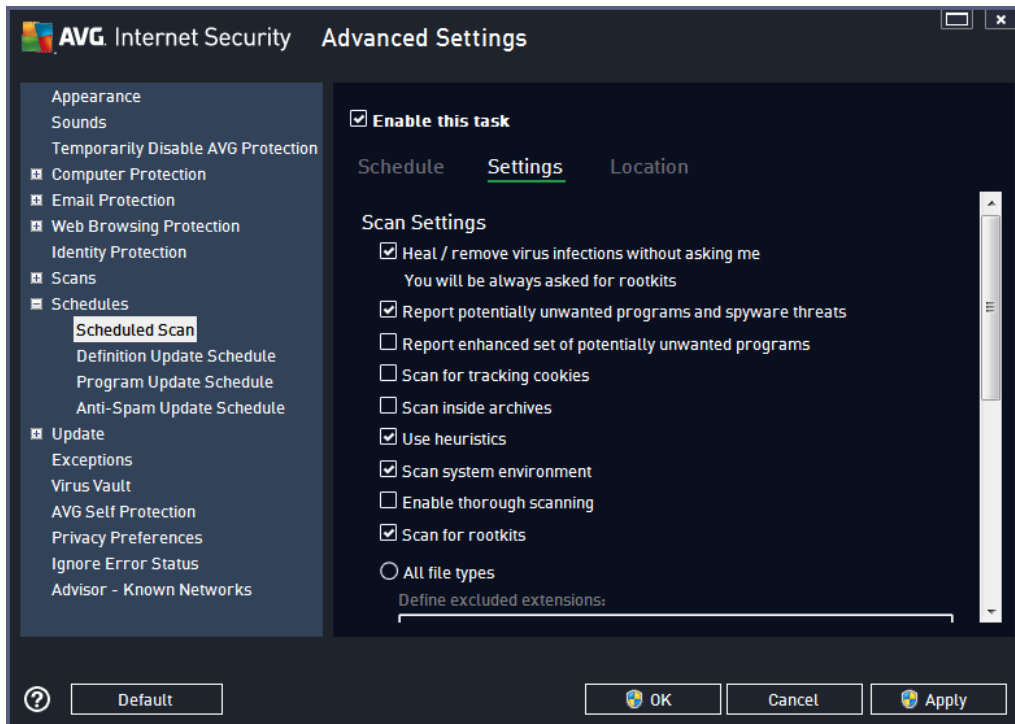 AVG. Internet Security Advanced Settings
Appearance
Sounds
Temporarily Disable AVG Protection
Computer Protection
Email Protection
Web Browsing Protection
Identity Protection
Scans
Schedules
Scheduled Scan
Definition Update Schedule
Program Update Schedule
Anti-Spam Update Schedule
Update
Exceptions
Virus Vault
AVG Self Protection
Privacy Preferences
Ignore Error Status
Advisor - Known Networks
Enable this task
Schedule Settings Location
Scan Settings
Heal / remove virus infections without asking me
You will be always asked for rootkits
Report potentially unwanted programs and spyware threats
Report enhanced set of potentially unwanted programs
Scan for tracking cookies
Scan inside archives
Use heuristics
Scan system environment
Enable thorough scanning
Scan for rootkits
All file types
Define excluded extensions:
? Default OK Cancel Apply